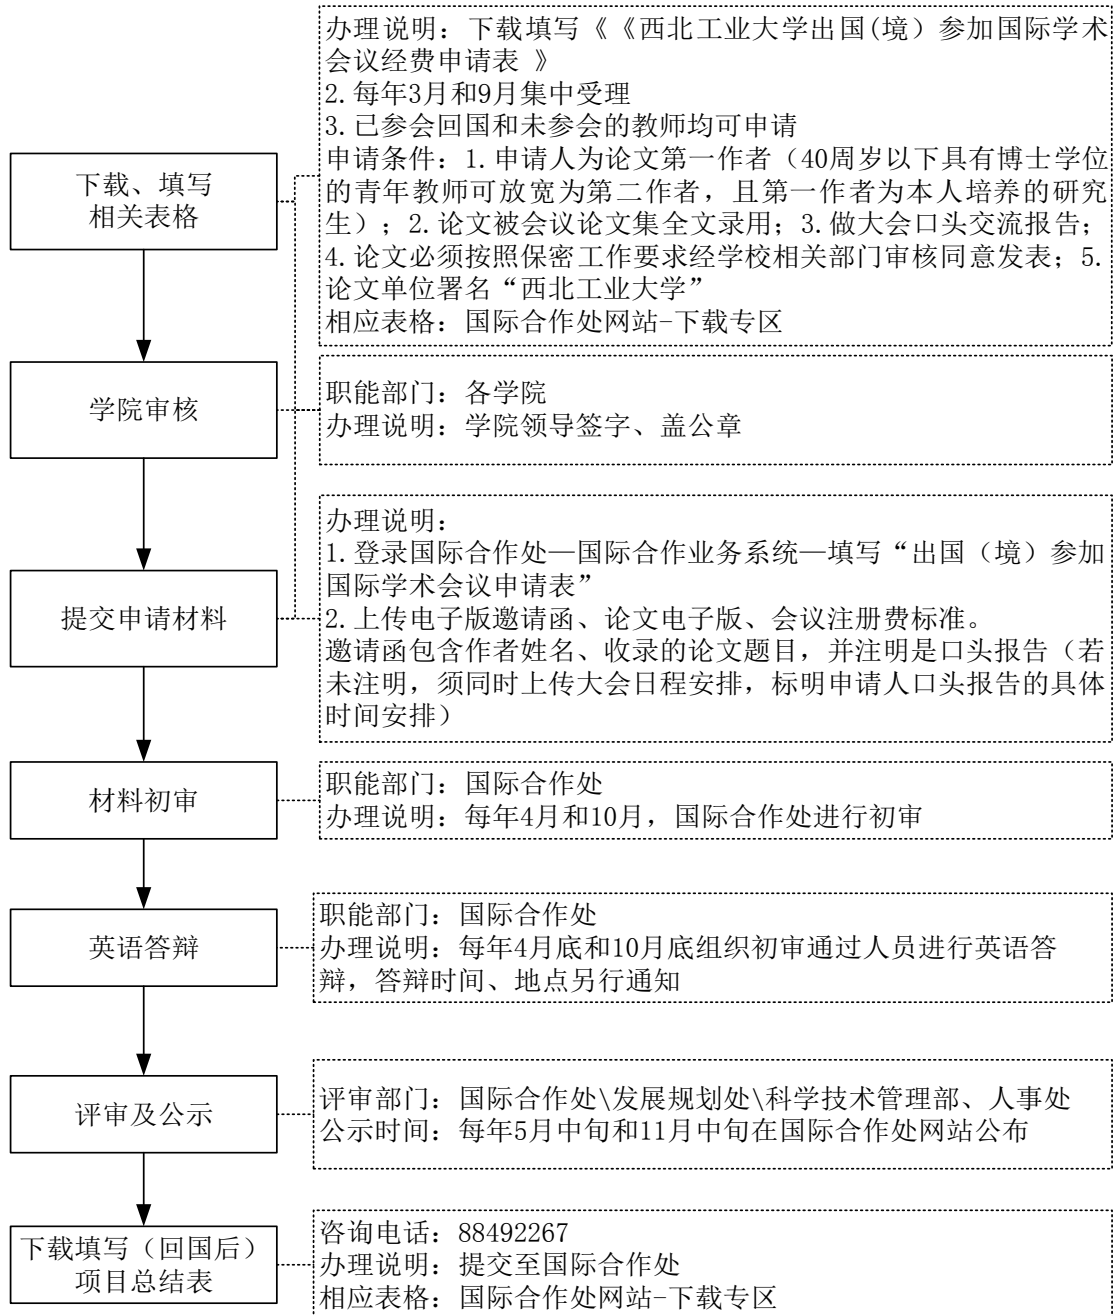 办理说明：下载填写《《西北工业大学出国(境）参加国际学术
会议经费申请表 》
2.每年3月和9月集中受理
3.已参会回国和未参会的教师均可申请
申请条件：1.申请人为论文第一作者（40周岁以下具有博士学位
的青年教师可放宽为第二作者，且第一作者为本人培养的研究
生）；2.论文被会议论文集全文录用；3.做大会口头交流报告；
4.论文必须按照保密工作要求经学校相关部门审核同意发表；5.
论文单位署名“西北工业大学”
相应表格：国际合作处网站-下载专区
下载、填写
相关表格
学院审核
职能部门：各学院
办理说明：学院领导签字、盖公章
提交申请材料
办理说明：
1.登录国际合作处—国际合作业务系统—填写“出国（境）参加
国际学术会议申请表”
2.上传电子版邀请函、论文电子版、会议注册费标准。
邀请函包含作者姓名、收录的论文题目，并注明是口头报告（若
未注明，须同时上传大会日程安排，标明申请人口头报告的具体
时间安排）
材料初审
职能部门：国际合作处
办理说明：每年4月和10月，国际合作处进行初审
英语答辩
职能部门：国际合作处
办理说明：每年4月底和10月底组织初审通过人员进行英语答
辩，答辩时间、地点另行通知
评审及公示
评审部门：国际合作处\发展规划处\科学技术管理部、人事处
公示时间：每年5月中旬和11月中旬在国际合作处网站公布
下载填写（回国后）
项目总结表
咨询电话：88492267
办理说明：提交至国际合作处
相应表格：国际合作处网站-下载专区